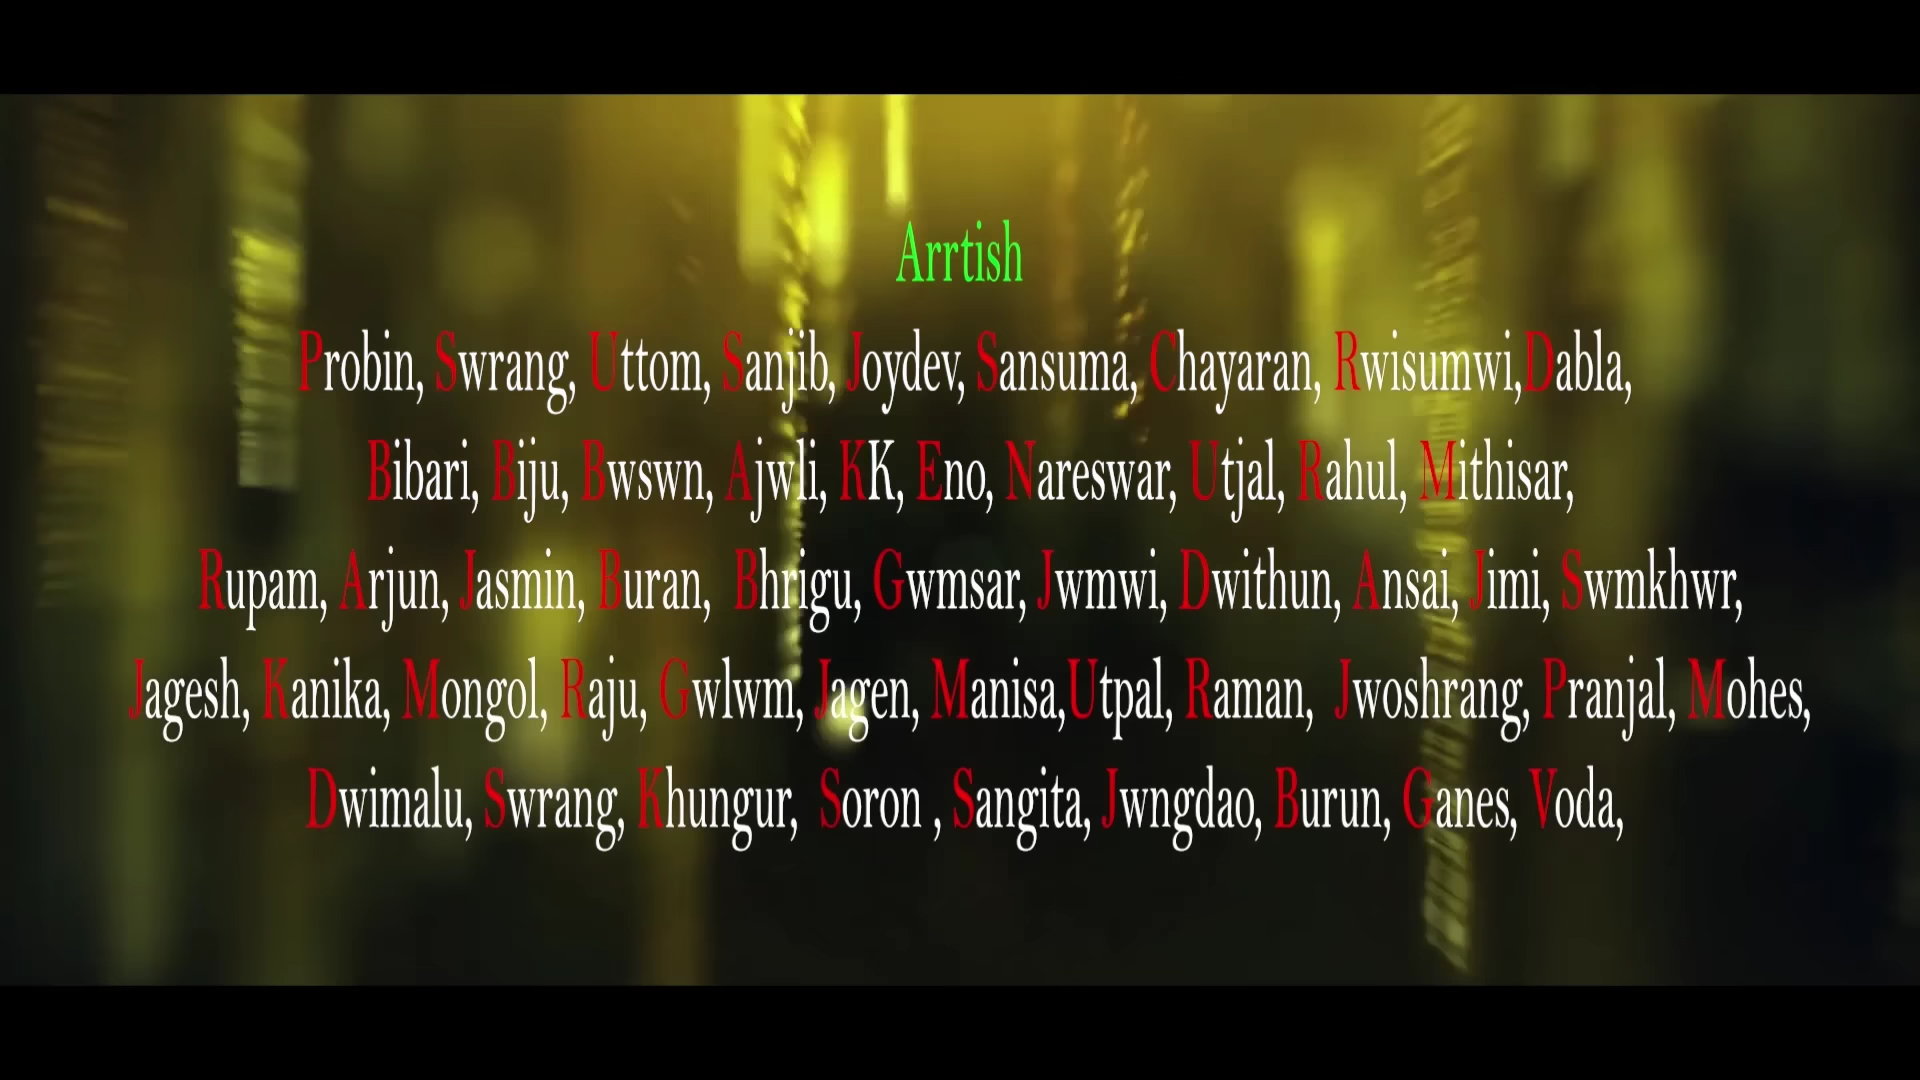 Arrtish
Probin, Swrang, Uttom, Sanjib, Joydev, Sansuma, Chayaran, Rwisumwi,Dabla,
Bibari, Biju, Bwswn, Ajwli, KK, Eno, Nareswar, Utjal, Rahul, Mithisar,
Rupam, Arjun, Jasmin, Buran, Bhrigu, Gwmsar, Jwmwi, Dwithun, Ansai, Jimi, Swmkhwr,
Jagesh, Kanika, Mongol, Raju, Gwlwm, Jagen, Manisa,Utpal, Raman, Jwoshrang, Pranjal, Mohes,
Dwimalu, Swrang, Khungur, Soron , Sangita, Jwngdao, Burun, Ganes, Voda,